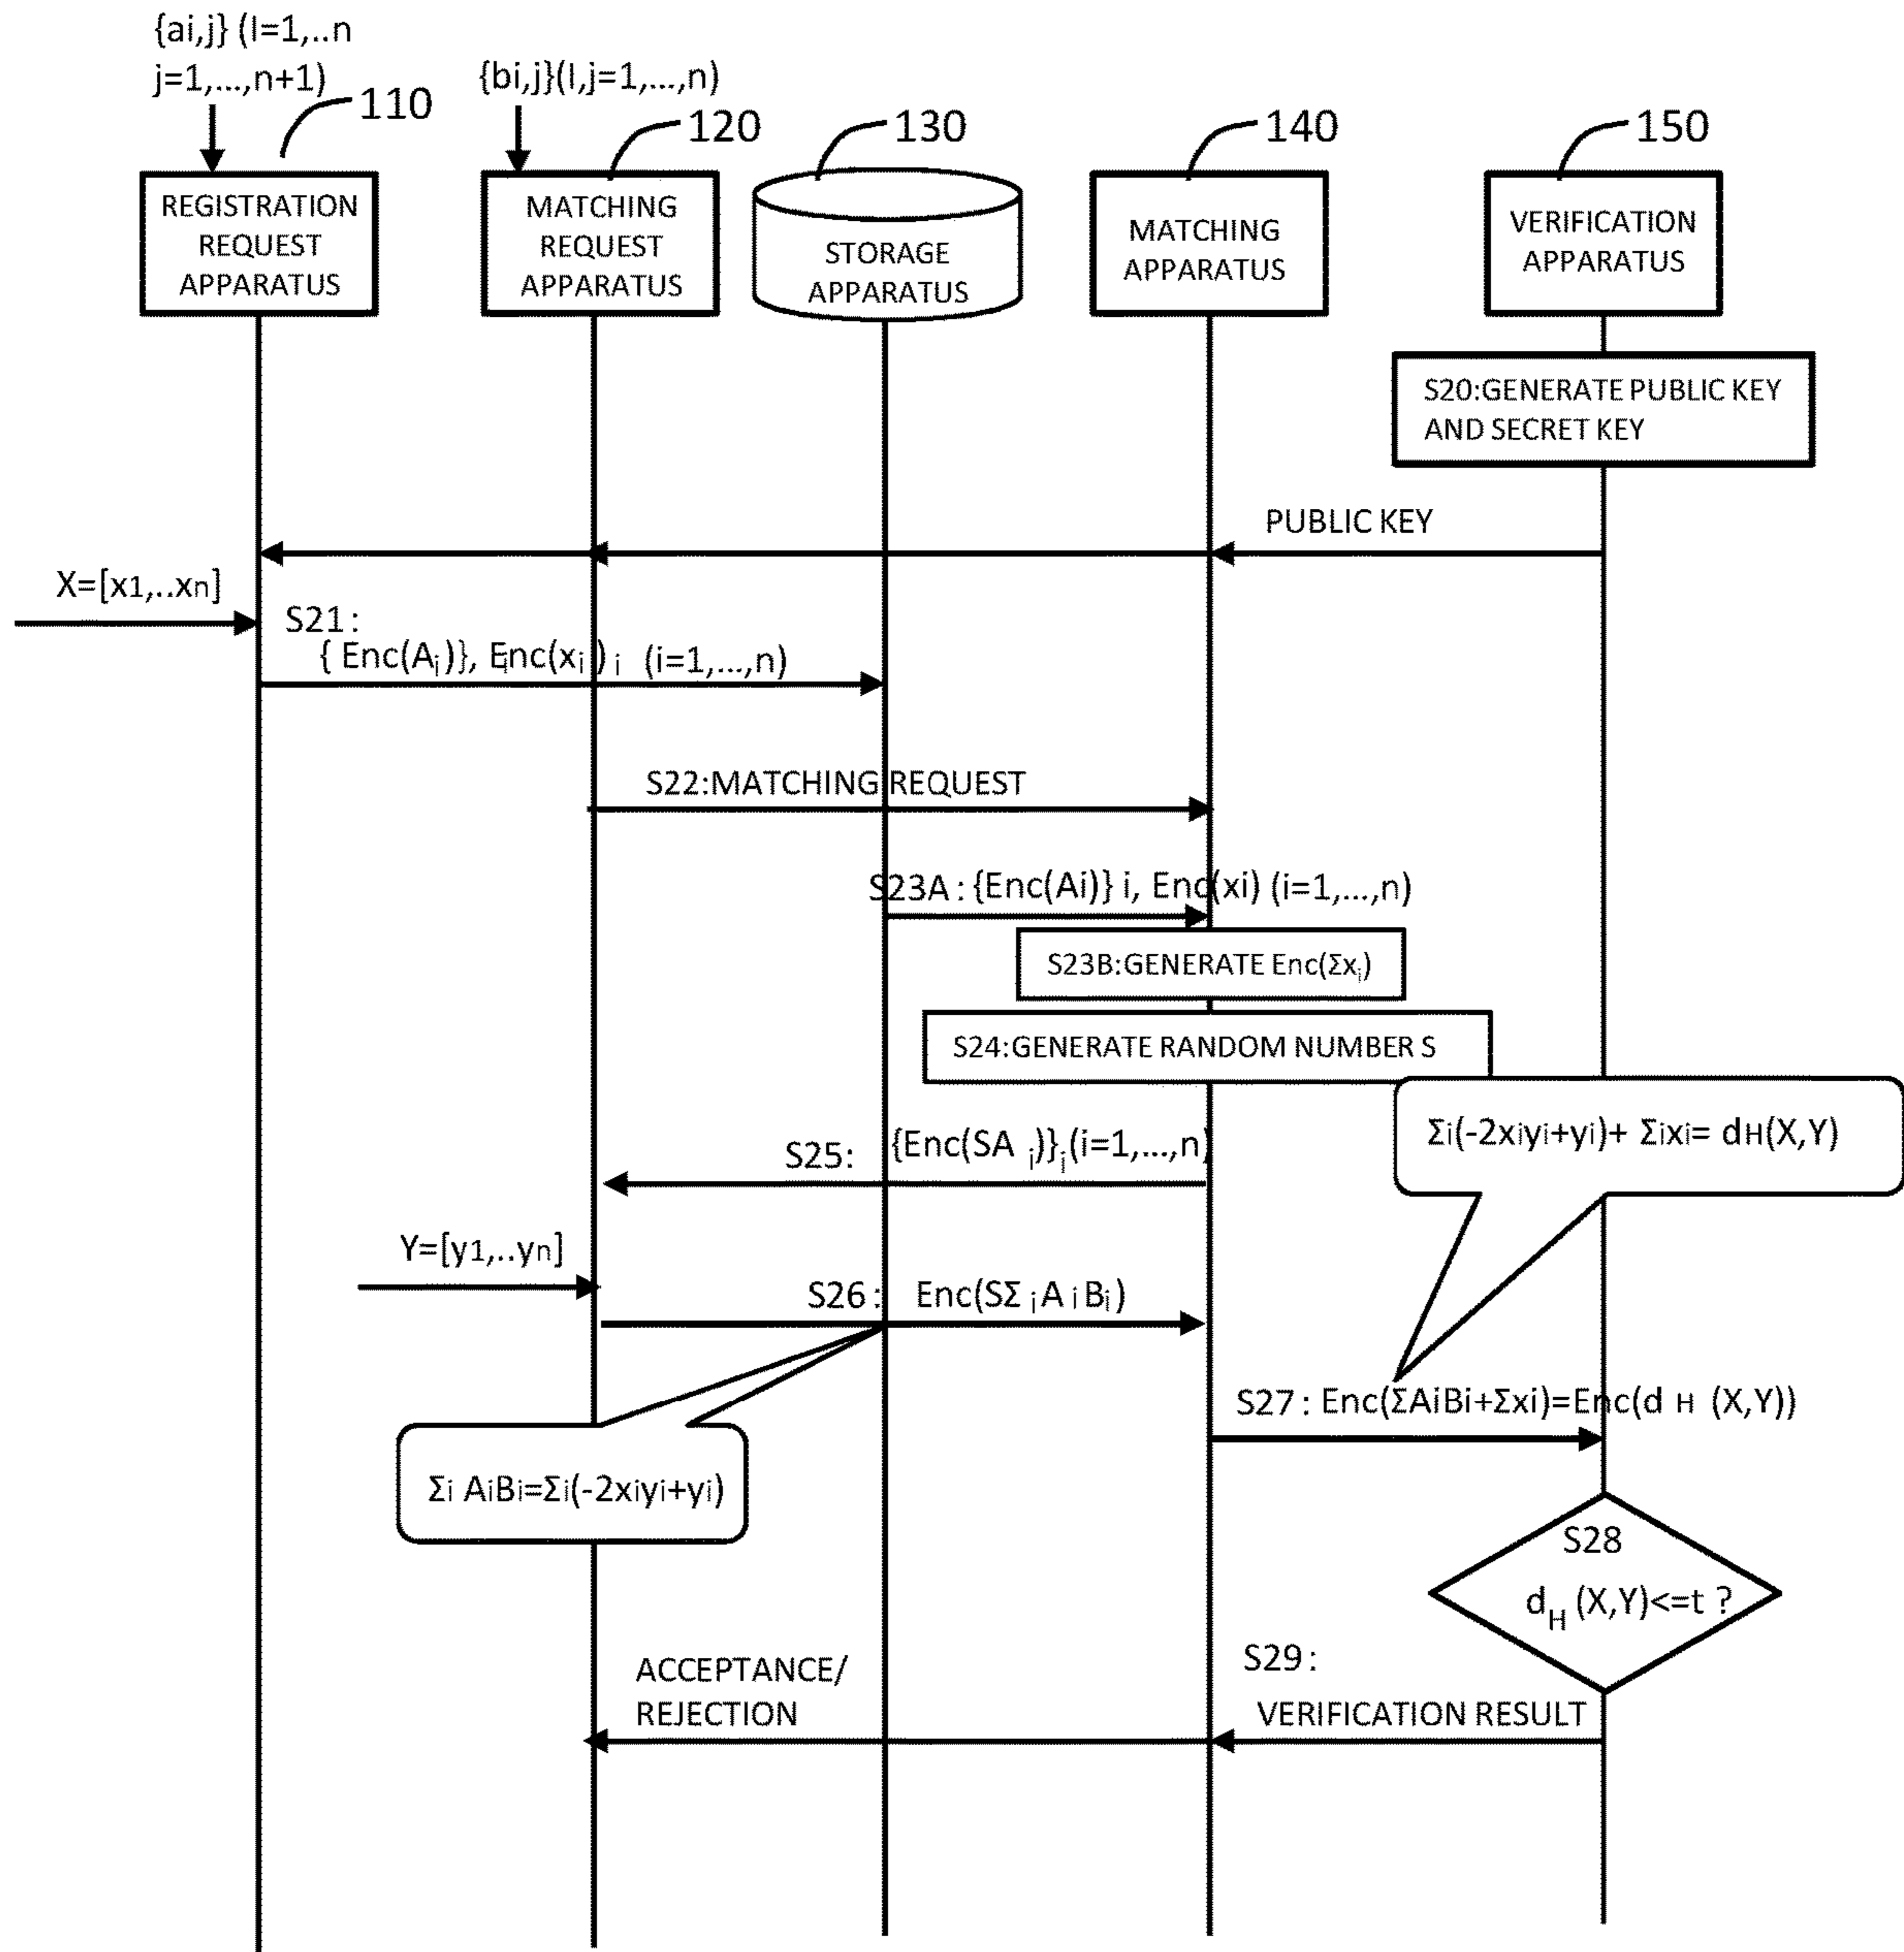 {ai,j} (I=1,..n
j=1,...,n+1)
110
{bi,j}(I,j=1,...,n)
120
130
140
150
REGISTRATION
REQUEST
APPARATUS
MATCHING
REQUEST
APPARATUS
STORAGE
APPARATUS
MATCHING
APPARATUS
VERIFICATION
APPARATUS
S20:GENERATE PUBLIC KEY
AND SECRET KEY
PUBLIC KEY
X=[x1,..xn]
S21:
{ Enc(Ai)}, Einc(xi)i (i=1,...,n)
S22:MATCHING REQUEST
S23A: {Enc(Ai)} i, Enc(xi) (i=1,...,n)
S23B:GENERATE Enc(Σxi)
S24:GENERATE RANDOM NUMBER S
Σi(-2xiyi+yi)+ Σixi= dH(X,Y)
S25: {Enc(SA i)}i(i=1,...,n)
Y=[y1,..yn]
S26: Enc(SΣ i A i Bi)
S27: Enc(ΣAiBi+Σxi)=Enc(d H (X,Y))
Σi AiBi=Σi(-2xiyi+yi)
S28
dH (X,Y)<=t ?
S29:
ACCEPTANCE/
REJECTION
VERIFICATION RESULT